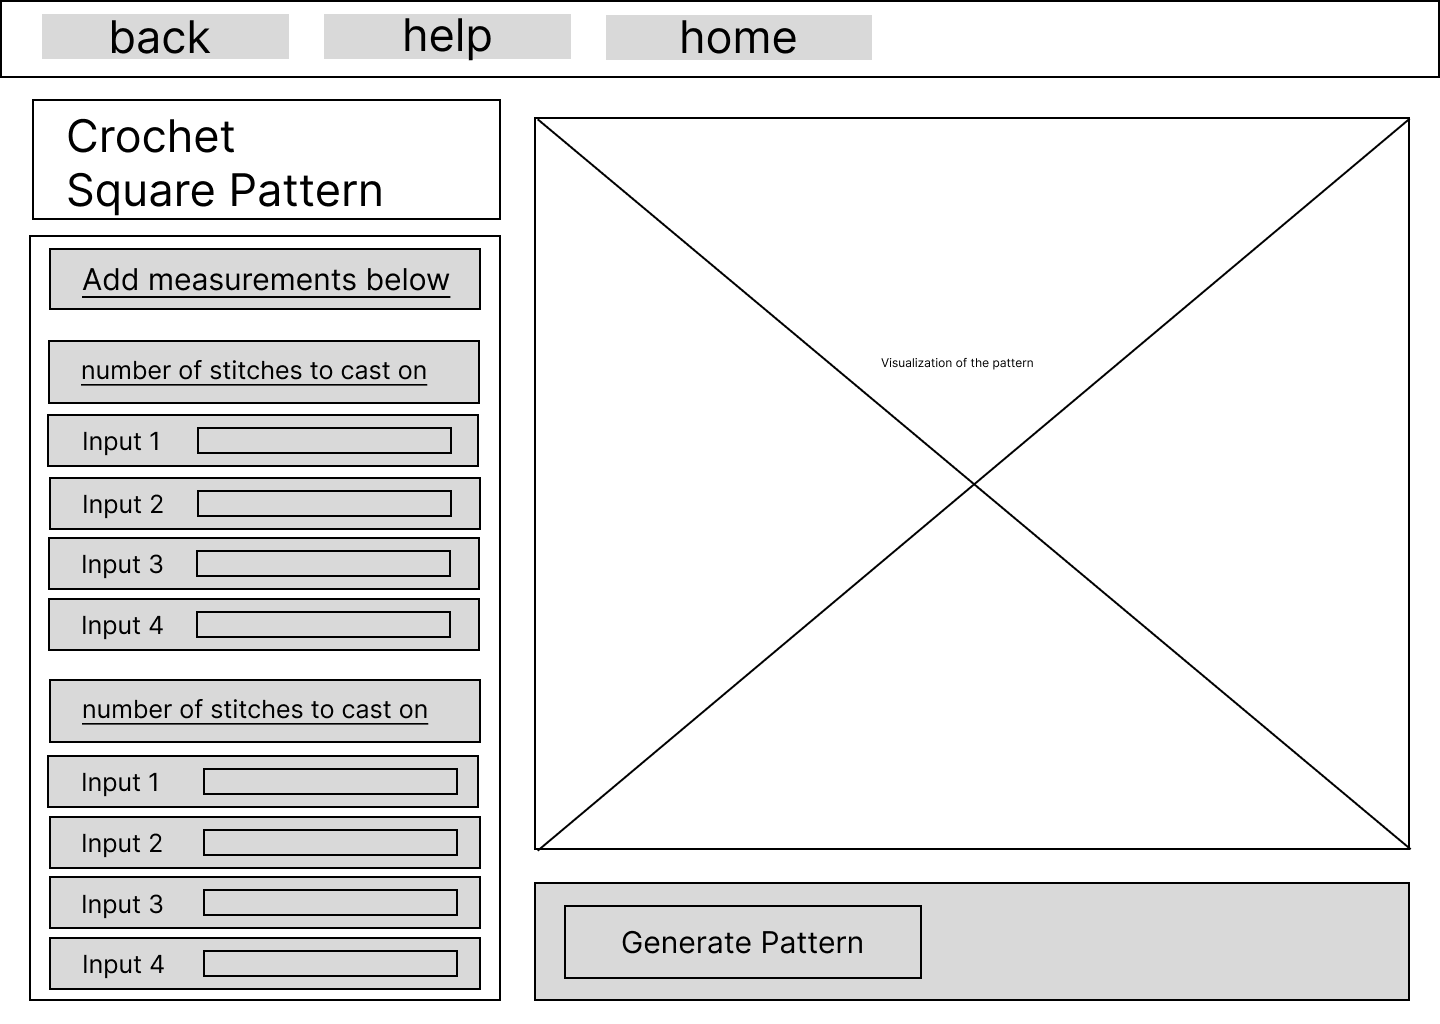 back help home
Crochet
Square Pattern
Add measurements below
number of stitches to cast on
Input 1
Input 2
Input 3
Input 4
number of stitches to cast on
Input 1
Input 2
Input 3
Input 4
Visualization of the pattern
Generate Pattern